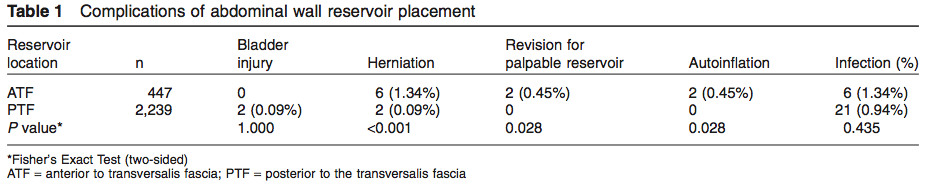 Table 1 Complications of abdominal wall reservoir placement
Reservoir location n Bladder injury Herniation Revision for palpable reservoir Autoinflation Infection (%)
ATF 447 0 6 (1.34%) 2 (0.45%) 2 (0.45%) 6 (1.34%)
PTF 2,239 2 (0.09%) 2 (0.09%) 0 0 21 (0.94%)
P value* 1.000 <0.001 0.028 0.028 0.435
*Fisher's Exact Test (two-sided)
ATF = anterior to transversalis fascia; PTF = posterior to the transversalis fascia